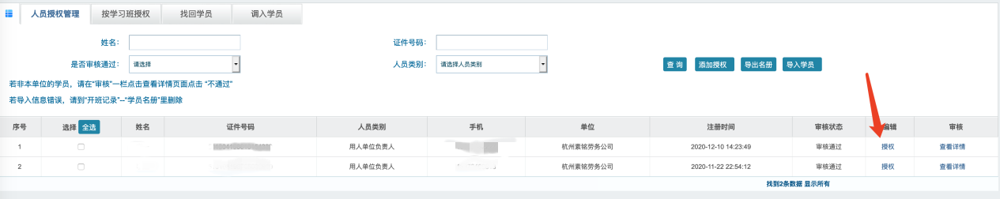 人员授权管理 按学习班授权 找回学员 调入学员
姓名： 证件号码：
是否审核通过： 请选择 人员类别： 请选择人员类别 查 询 添加授权 导出名册 导入学员
若非本单位的学员，请在“审核”一栏点击查看详情页面点击 “不通过”
若导入信息错误，请到“开班记录”--“学员名册”里删除
序号 选择 全选 姓名 证件号码 人员类别 手机 单位 注册时间 审核状态 编辑 审核
1 用人单位负责人 杭州素铭劳务公司 2020-12-10 14:23:49 审核通过 授权 查看详情
2 用人单位负责人 杭州素铭劳务公司 2020-11-22 22:54:12 审核通过 授权 查看详情
找到2条数据 显示所有